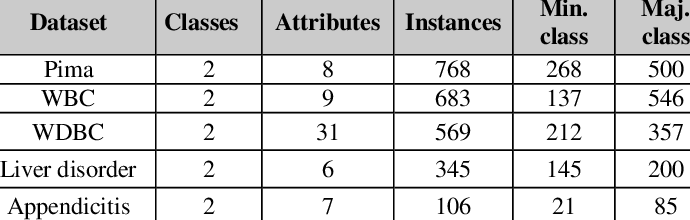 Dataset Classes Attributes Instances Min. class Maj. class
Pima 2 8 768 268 500
WBC 2 9 683 137 546
WDBC 2 31 569 212 357
Liver disorder 2 6 345 145 200
Appendicitis 2 7 106 21 85